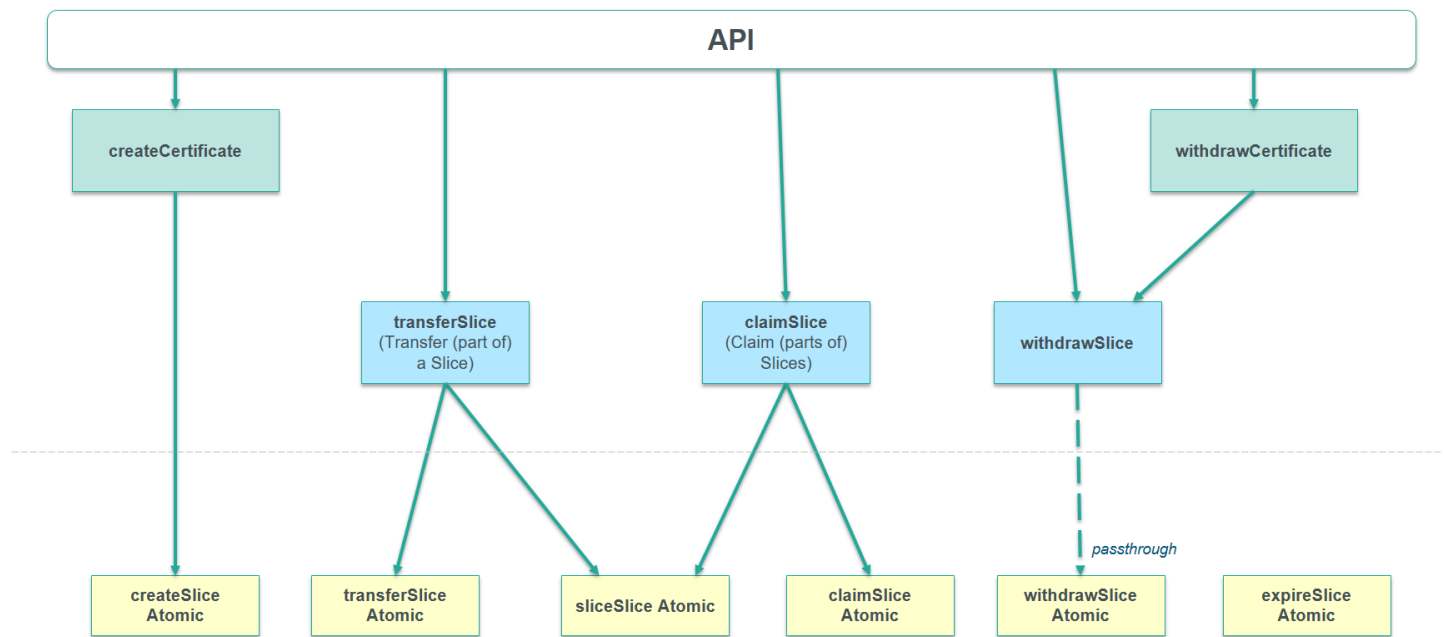 API
createCertificate
withdrawCertificate
transferSlice
(Transfer (part of)
a Slice)
claimSlice
(Claim (parts of)
Slices)
withdrawSlice
passthrough
createSlice
Atomic
transferSlice
Atomic
sliceSlice Atomic
claimSlice
Atomic
withdrawSlice
Atomic
expireSlice
Atomic